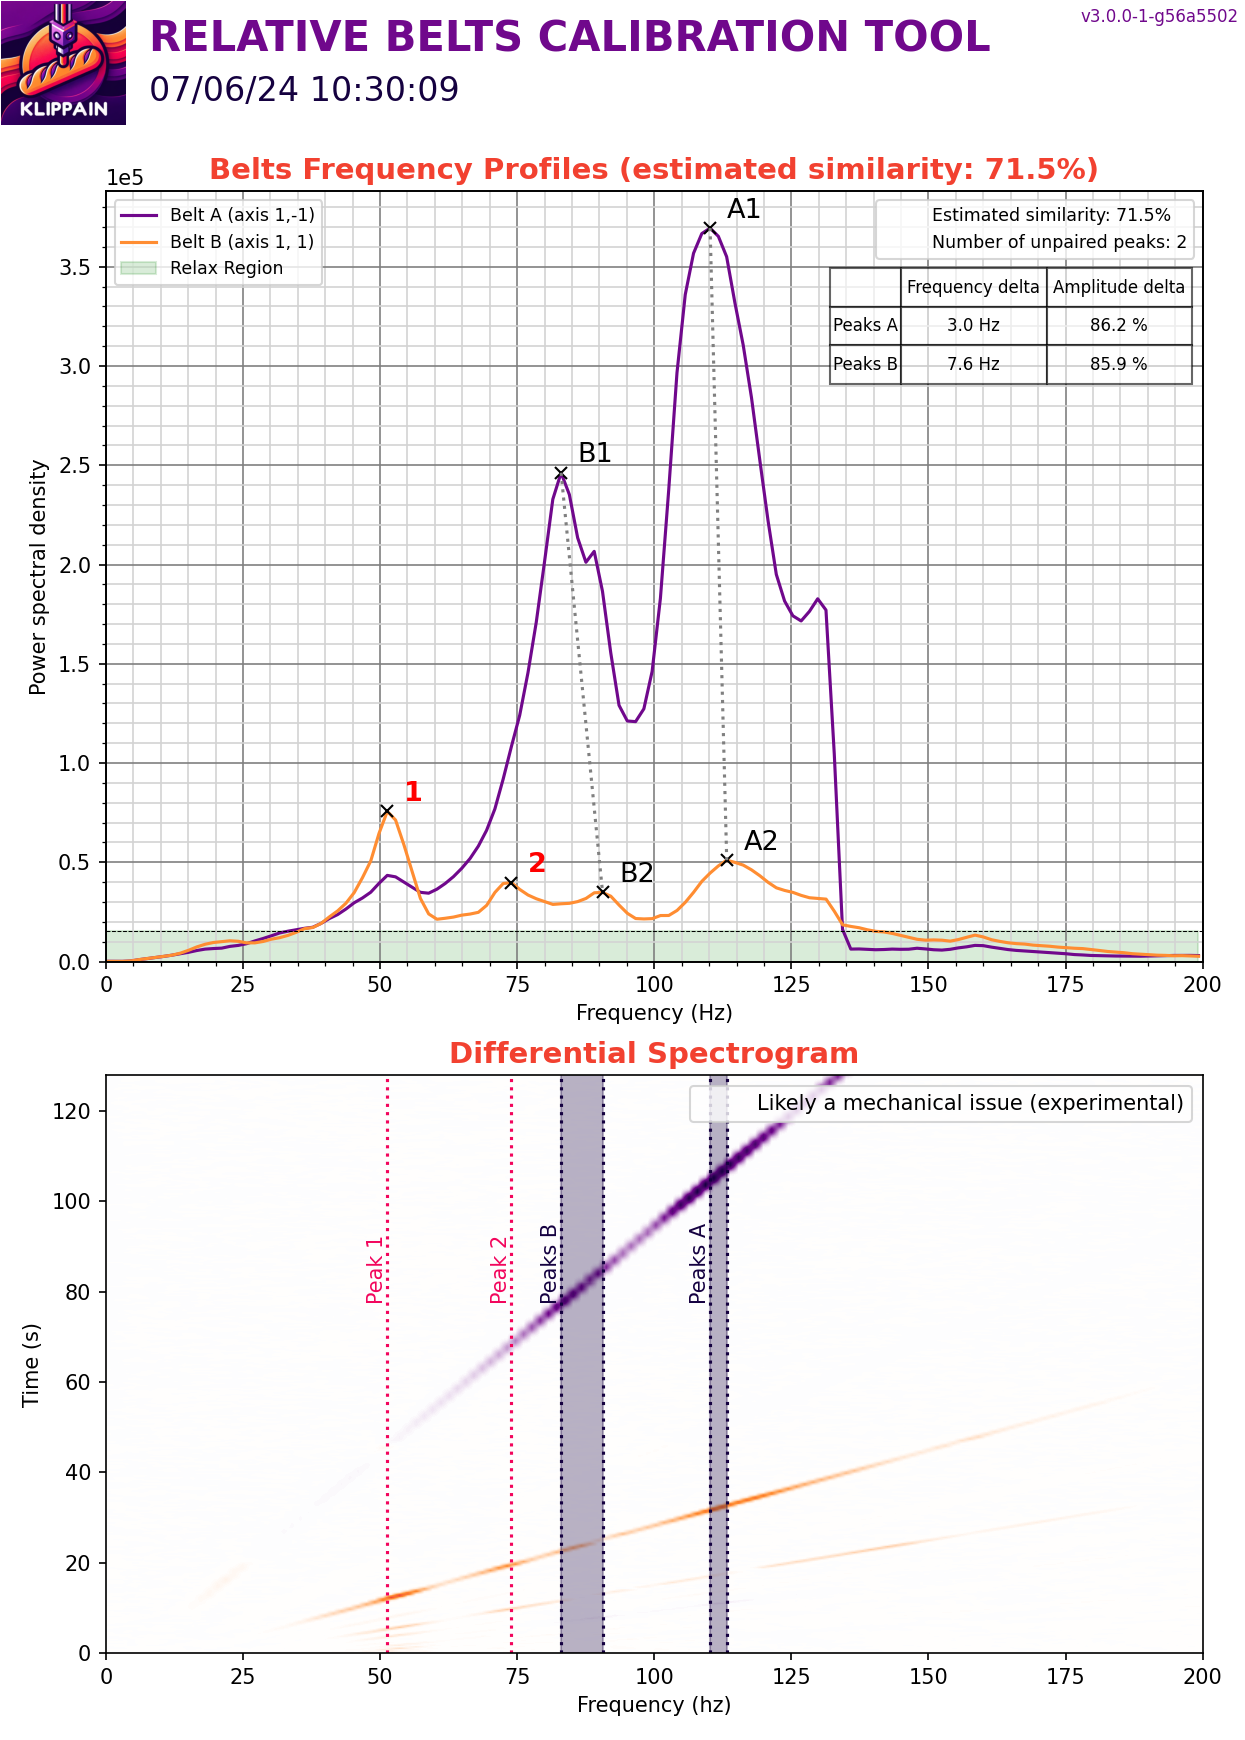 KLIPPAIN
RELATIVE BELTS CALIBRATION TOOL
v3.0.0-1-g56a5502
07/06/24 10:30:09
Belts Frequency Profiles (estimated similarity: 71.5%)
1e5
Belt A (axis 1,-1)
Belt B (axis 1, 1)
Relax Region
Estimated similarity: 71.5%
Number of unpaired peaks: 2
Frequency delta Amplitude delta
Peaks A 3.0 Hz 86.2 %
Peaks B 7.6 Hz 85.9 %
A1
B1
1
2
B2
A2
Power spectral density
3.5
3.0
2.5
2.0
1.5
1.0
0.5
0.0
0 25 50 75 100 125 150 175 200
Frequency (Hz)
Differential Spectrogram
Likely a mechanical issue (experimental)
Peak 1
Peak 2
Peaks B
Peaks A
Time (s)
120
100
80
60
40
20
0
0 25 50 75 100 125 150 175 200
Frequency (hz)